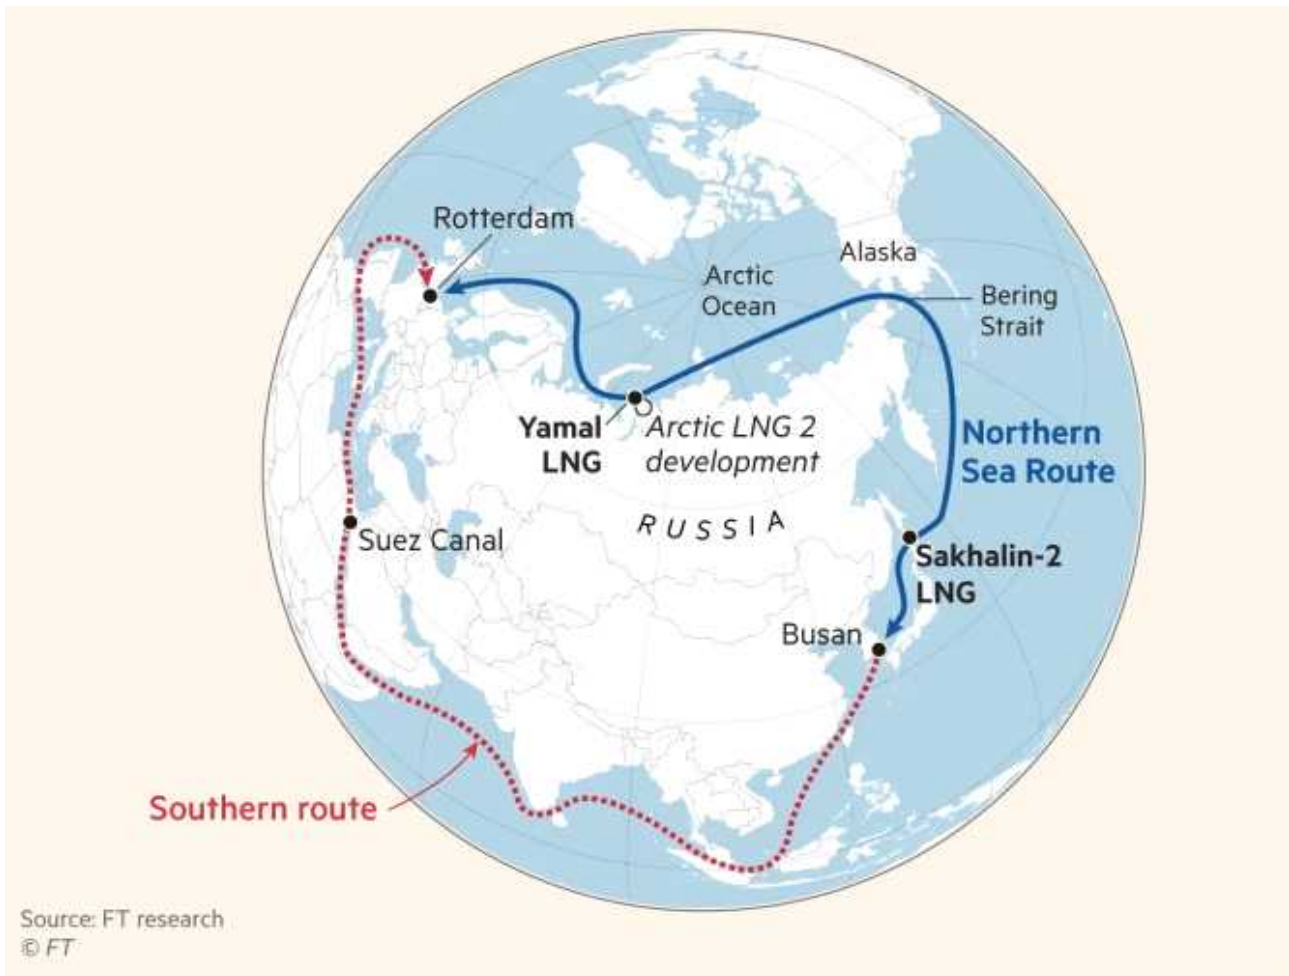 Rotterdam
Alaska
Arctic
Ocean
Bering
Strait
Yamal
LNG
Arctic LNG 2
development
Northern
Sea Route
RUSSIA
Suez Canal
Sakhalin-2
LNG
Busan
Southern route
Source: FT research
© FT